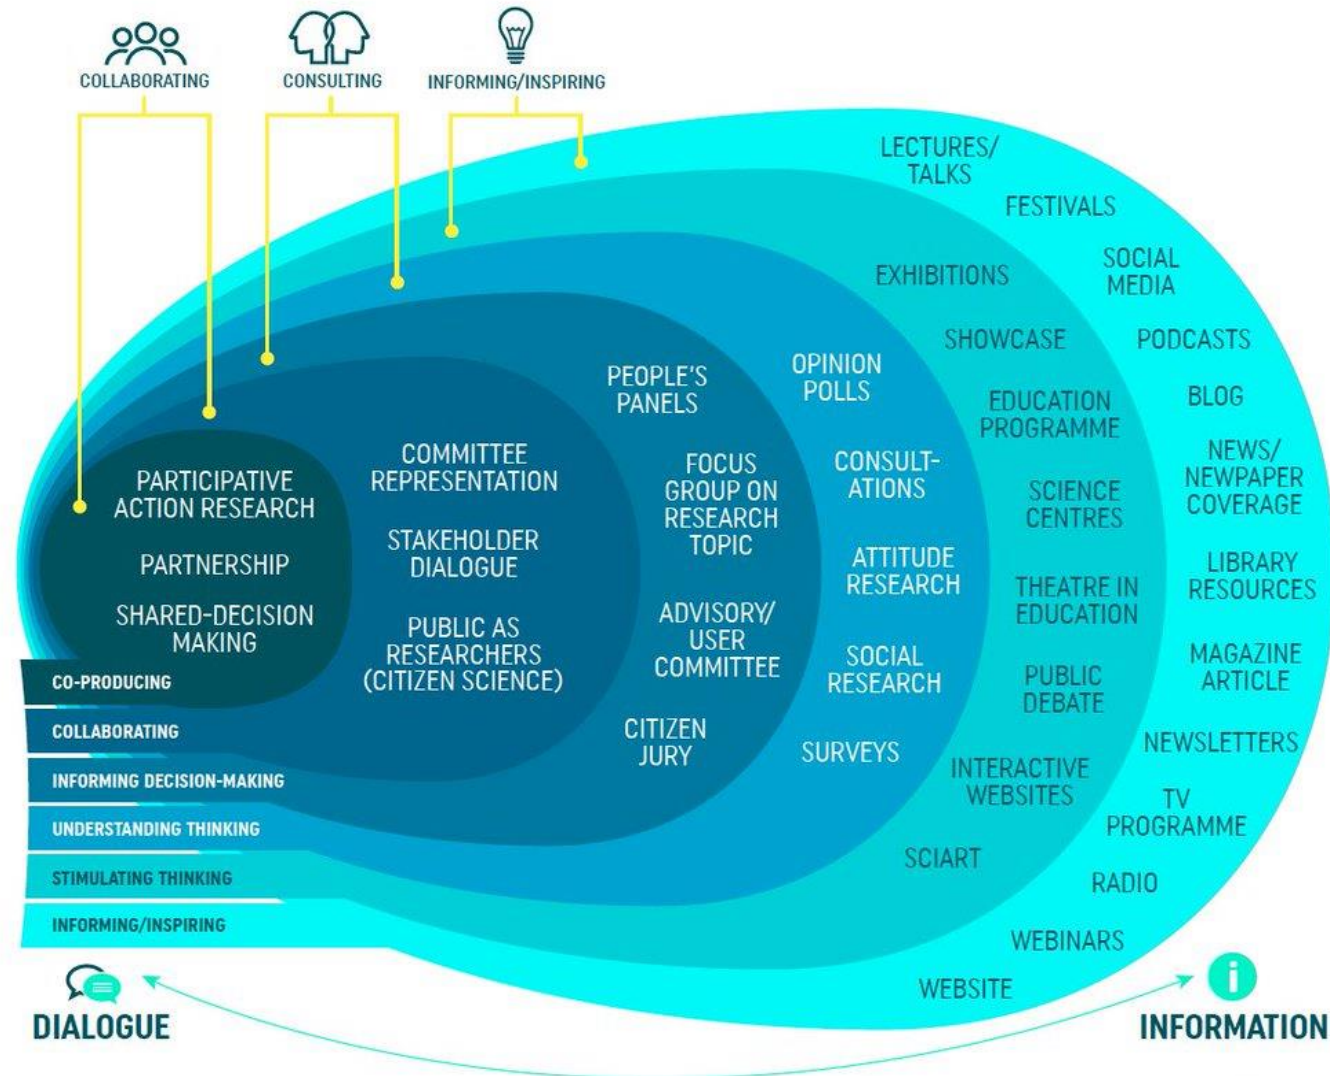 COLLABORATING
CONSULTING
INFORMING/INSPIRING
PARTICIPATIVE
ACTION RESEARCH
PARTNERSHIP
SHARED-DECISION
MAKING
COMMITTEE
REPRESENTATION
STAKEHOLDER
DIALOGUE
PUBLIC AS
RESEARCHERS
(CITIZEN SCIENCE)
PEOPLE'S
PANELS
FOCUS
GROUP ON
RESEARCH
TOPIC
ADVISORY/
USER
COMMITTEE
CITIZEN
JURY
OPINION
POLLS
CONSULT-
ATIONS
ATTITUDE
RESEARCH
SOCIAL
RESEARCH
SURVEYS
EXHIBITIONS
SHOWCASE
EDUCATION
PROGRAMME
SCIENCE
CENTRES
THEATRE IN
EDUCATION
PUBLIC
DEBATE
INTERACTIVE
WEBSITES
SCIART
LECTURES/
TALKS
FESTIVALS
SOCIAL
MEDIA
PODCASTS
BLOG
NEWS/
NEWPAPER
COVERAGE
LIBRARY
RESOURCES
MAGAZINE
ARTICLE
NEWSLETTERS
TV
PROGRAMME
RADIO
WEBINARS
WEBSITE
CO-PRODUCING
COLLABORATING
INFORMING DECISION-MAKING
UNDERSTANDING THINKING
STIMULATING THINKING
INFORMING/INSPIRING
DIALOGUE
i
INFORMATION